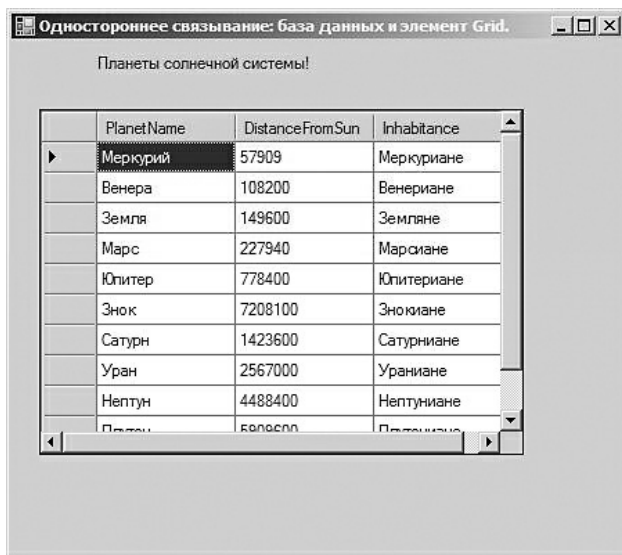 Одностороннее связывание: база данных и элемент Grid.
Планеты солнечной системы!
PlanetName DistanceFromSun Inhabitance
Меркурий 57909 Меркуриане
Венера 108200 Венериане
Земля 149600 Земляне
Марс 227940 Марсиане
Юпитер 778400 Юпитериане
Знок 7208100 Знокиане
Сатурн 1423600 Сатурниане
Уран 2567000 Ураниане
Нептун 4488400 Нептуниане